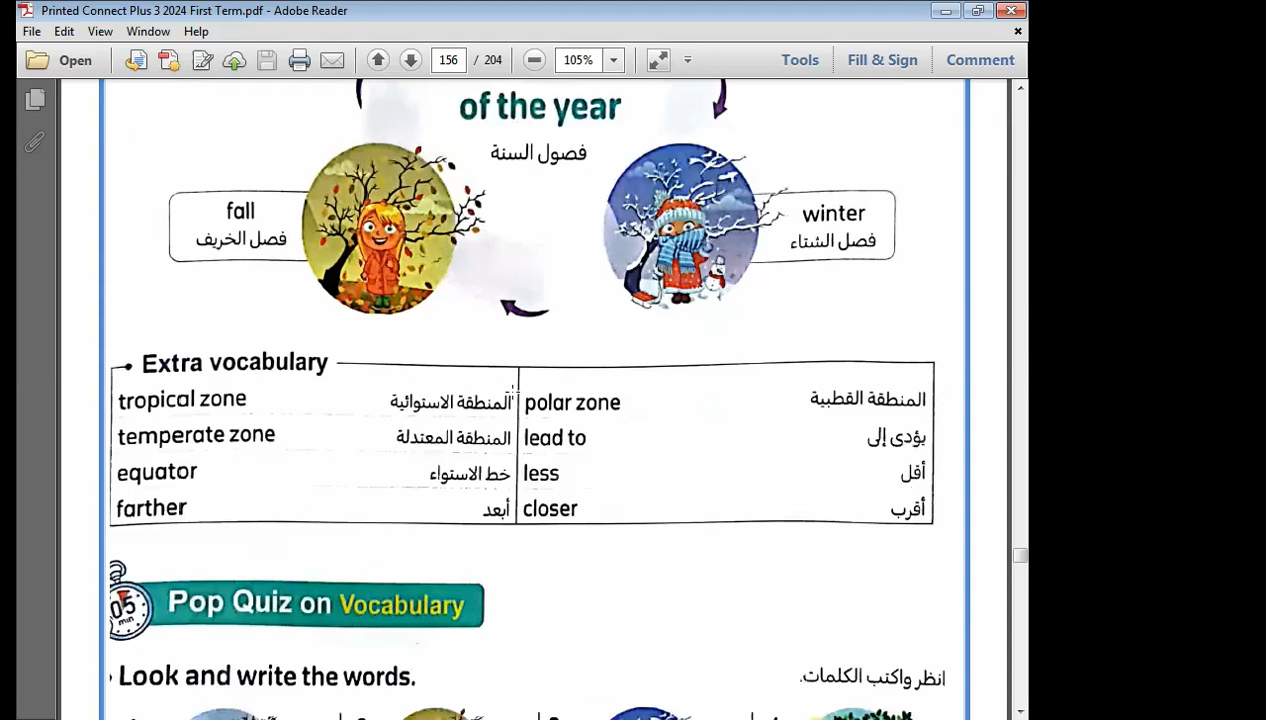 Printed Connect Plus 3 2024 First Term.pdf - Adobe Reader
File Edit View Window Help
Open 156 / 204 105% Tools Fill & Sign Comment
of the year
فصول السنة
fall
فصل الخريف
winter
فصل الشتاء
Extra vocabulary
tropical zone المنطقة الاستوائية polar zone المنطقة القطبية
temperate zone المنطقة المعتدلة lead to يؤدى إلى
equator خط الاستواء less أقل
farther أبعد closer أقرب
05 min
Pop Quiz on Vocabulary
Look and write the words. انظر واكتب الكلمات.